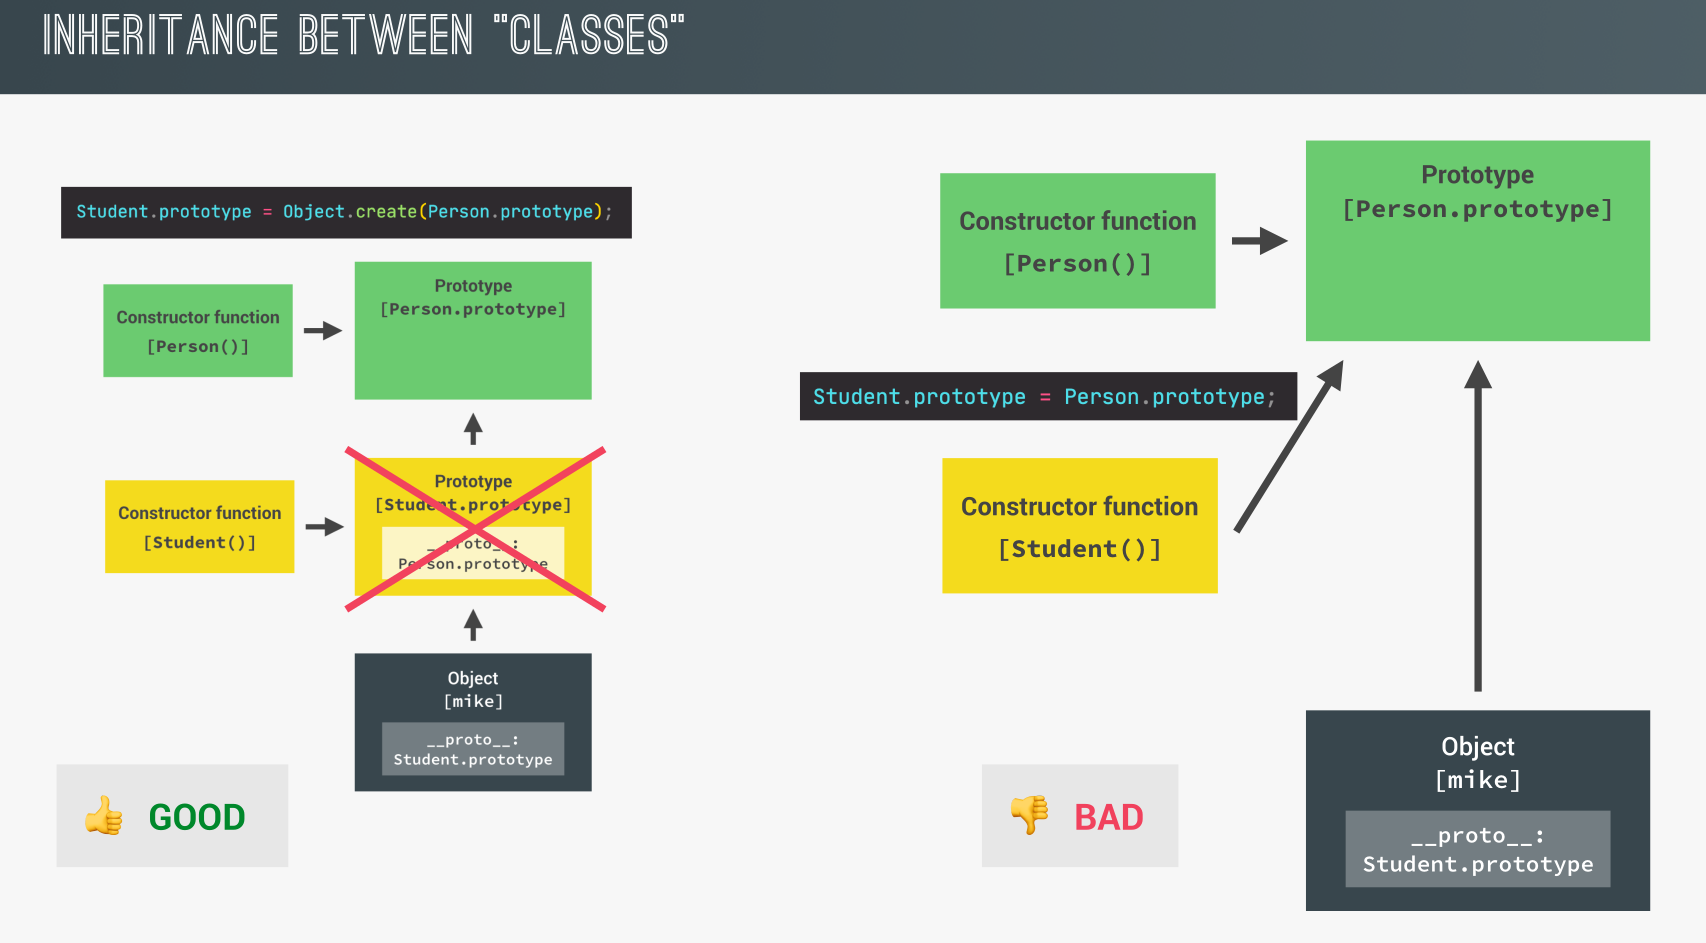 INHERITANCE BETWEEN "CLASSES"
Student.prototype = Object.create(Person.prototype);
Constructor function
[Person()]
Prototype
[Person.prototype]
Constructor function
[Student()]
Prototype
[Student.prototype]
__proto__:
Person.prototype
Object
[mike]
__proto__:
Student.prototype
👍 GOOD
Constructor function
[Person()]
Prototype
[Person.prototype]
Student.prototype = Person.prototype;
Constructor function
[Student()]
Object
[mike]
__proto__:
Student.prototype
👎 BAD